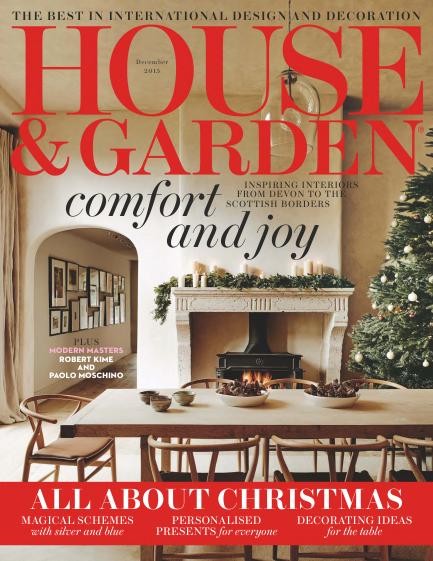 THE BEST IN INTERNATIONAL DESIGN AND DECORATION
HOUSE
December
2015
& GARDEN
INSPIRING INTERIORS
FROM DEVON TO THE
SCOTTISH BORDERS
comfort
and joy
PLUS
MODERN MASTERS
ROBERT KIME
AND
PAOLO MOSCHINO
ALL ABOUT CHRISTMAS
MAGICAL SCHEMES
with silver and blue
PERSONALISED
PRESENTS for everyone
DECORATING IDEAS
for the table